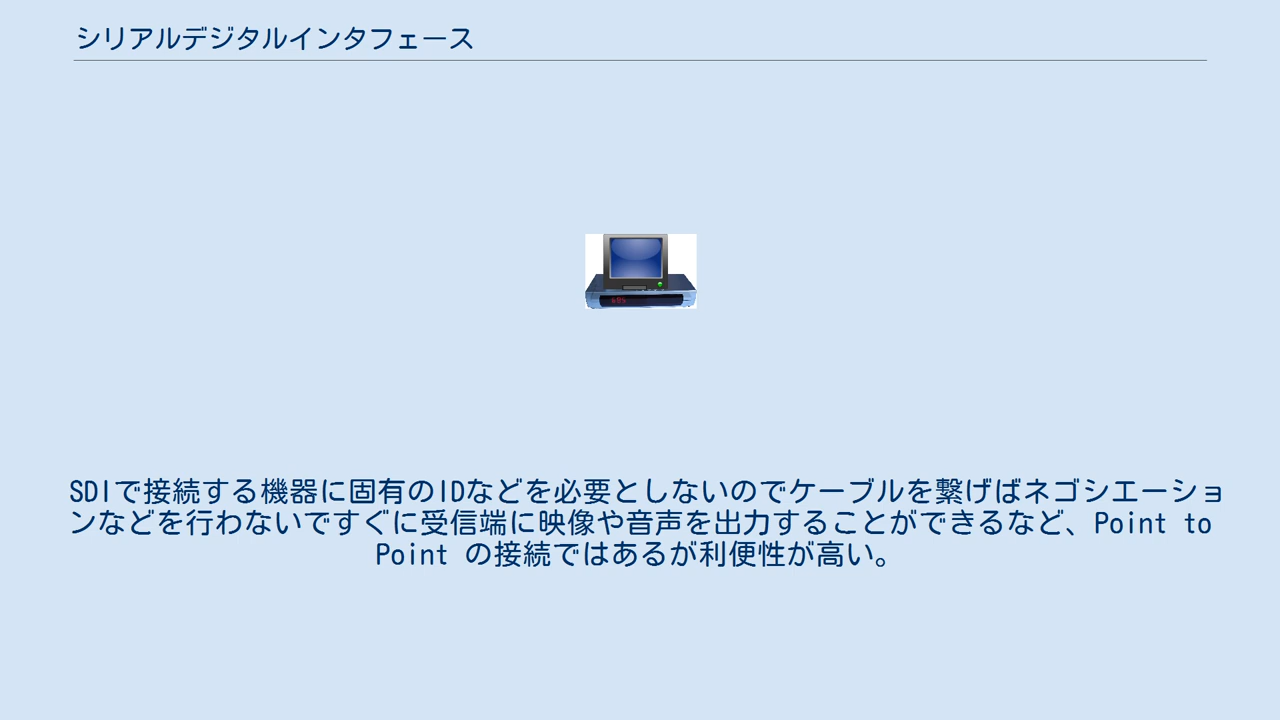 シリアルデジタルインタフェース
685
SDIで接続する機器に固有のIDなどを必要としないのでケーブルを繋げばネゴシエーショ
ンなどを行わないですぐに受信端に映像や音声を出力することができるなど、Point to
Point の接続ではあるが利便性が高い。